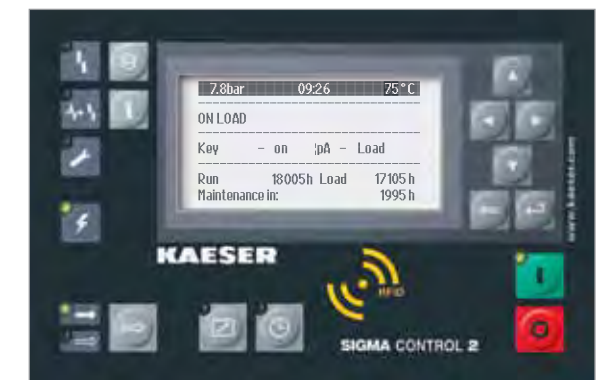 7.8bar 09:26 75°C
ON LOAD
Key - on ¦pA - Load
Run 18005h Load 17105h
Maintenance in: 1995h
www.kaeser.com
KAESER
RFID
SIGMA CONTROL 2